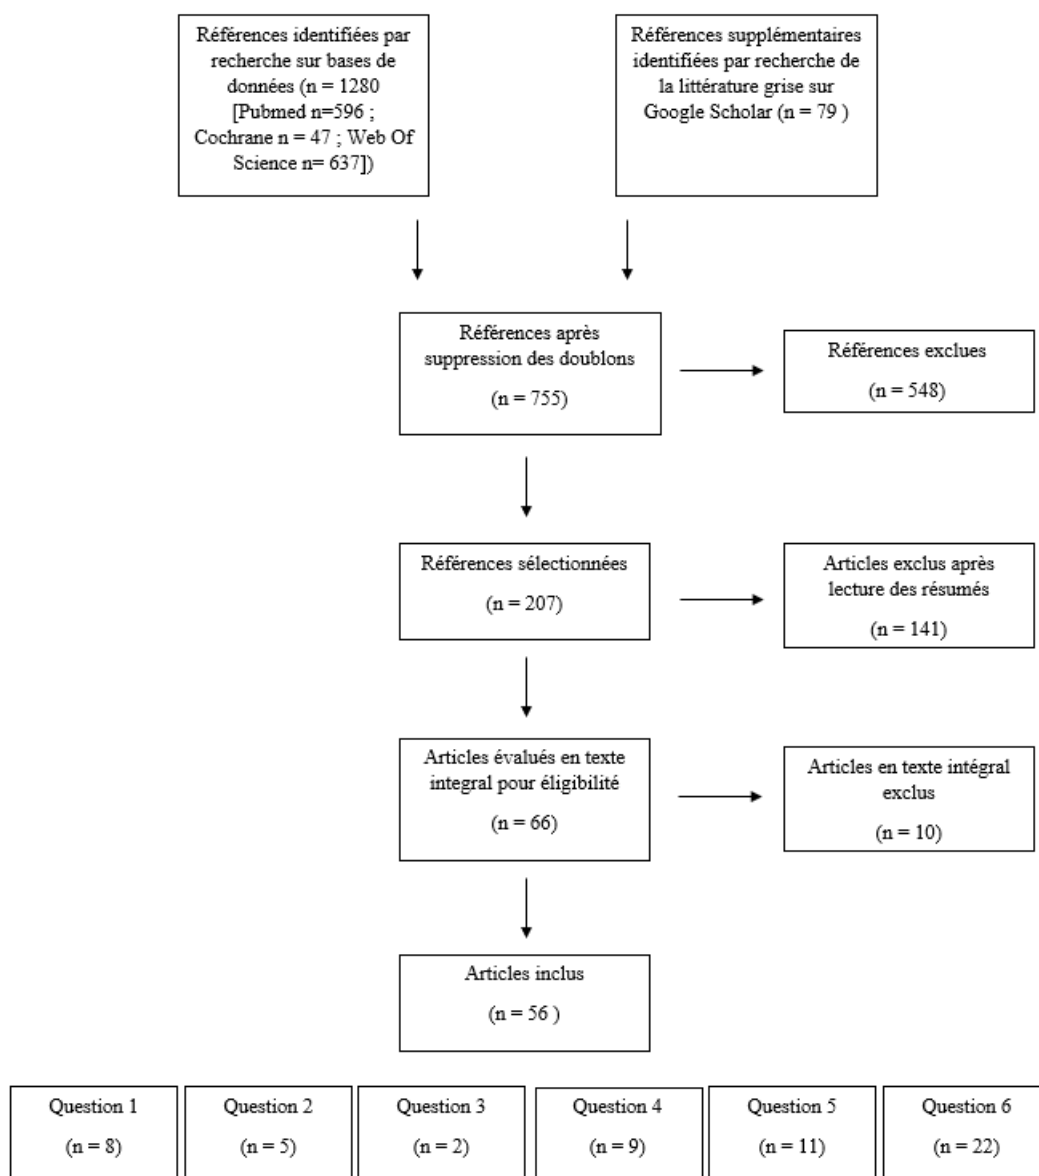 Références identifiées par
recherche sur bases de
données (n = 1280
[Pubmed n=596 ;
Cochrane n = 47 ; Web Of
Science n= 637])
Références supplémentaires
identifiées par recherche de
la littérature grise sur
Google Scholar (n = 79 )
Références après
suppression des doublons
(n = 755)
Références exclues
(n = 548)
Références sélectionnées
(n = 207)
Articles exclus après
lecture des résumés
(n = 141)
Articles évalués en texte
integral pour éligibilité
(n = 66)
Articles en texte intégral
exclus
(n = 10)
Articles inclus
(n = 56 )
Question 1
(n = 8)
Question 2
(n = 5)
Question 3
(n = 2)
Question 4
(n = 9)
Question 5
(n = 11)
Question 6
(n = 22)